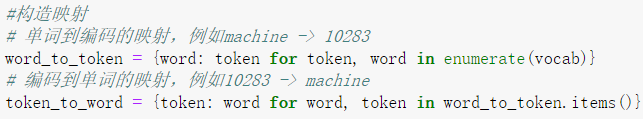 #构造映射
# 单词到编码的映射，例如machine -> 10283
word_to_token = {word: token for token, word in enumerate(vocab)}
# 编码到单词的映射，例如10283 -> machine
token_to_word = {token: word for word, token in word_to_token.items()}